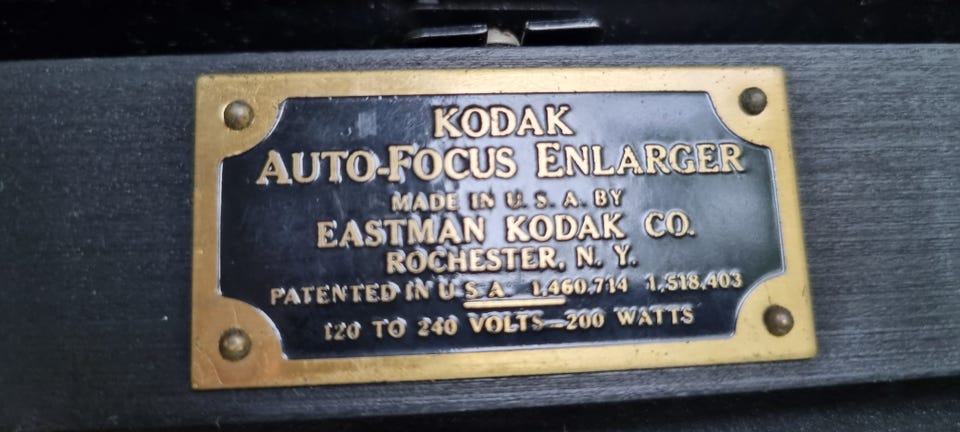 KODAK
AUTO-FOCUS ENLARGER
MADE IN U. S. A. BY
EASTMAN KODAK CO.
ROCHESTER, N. Y.
PATENTED IN U.S.A. 1,460,714 1,518,403
120 TO 240 VOLTS-200 WATTS